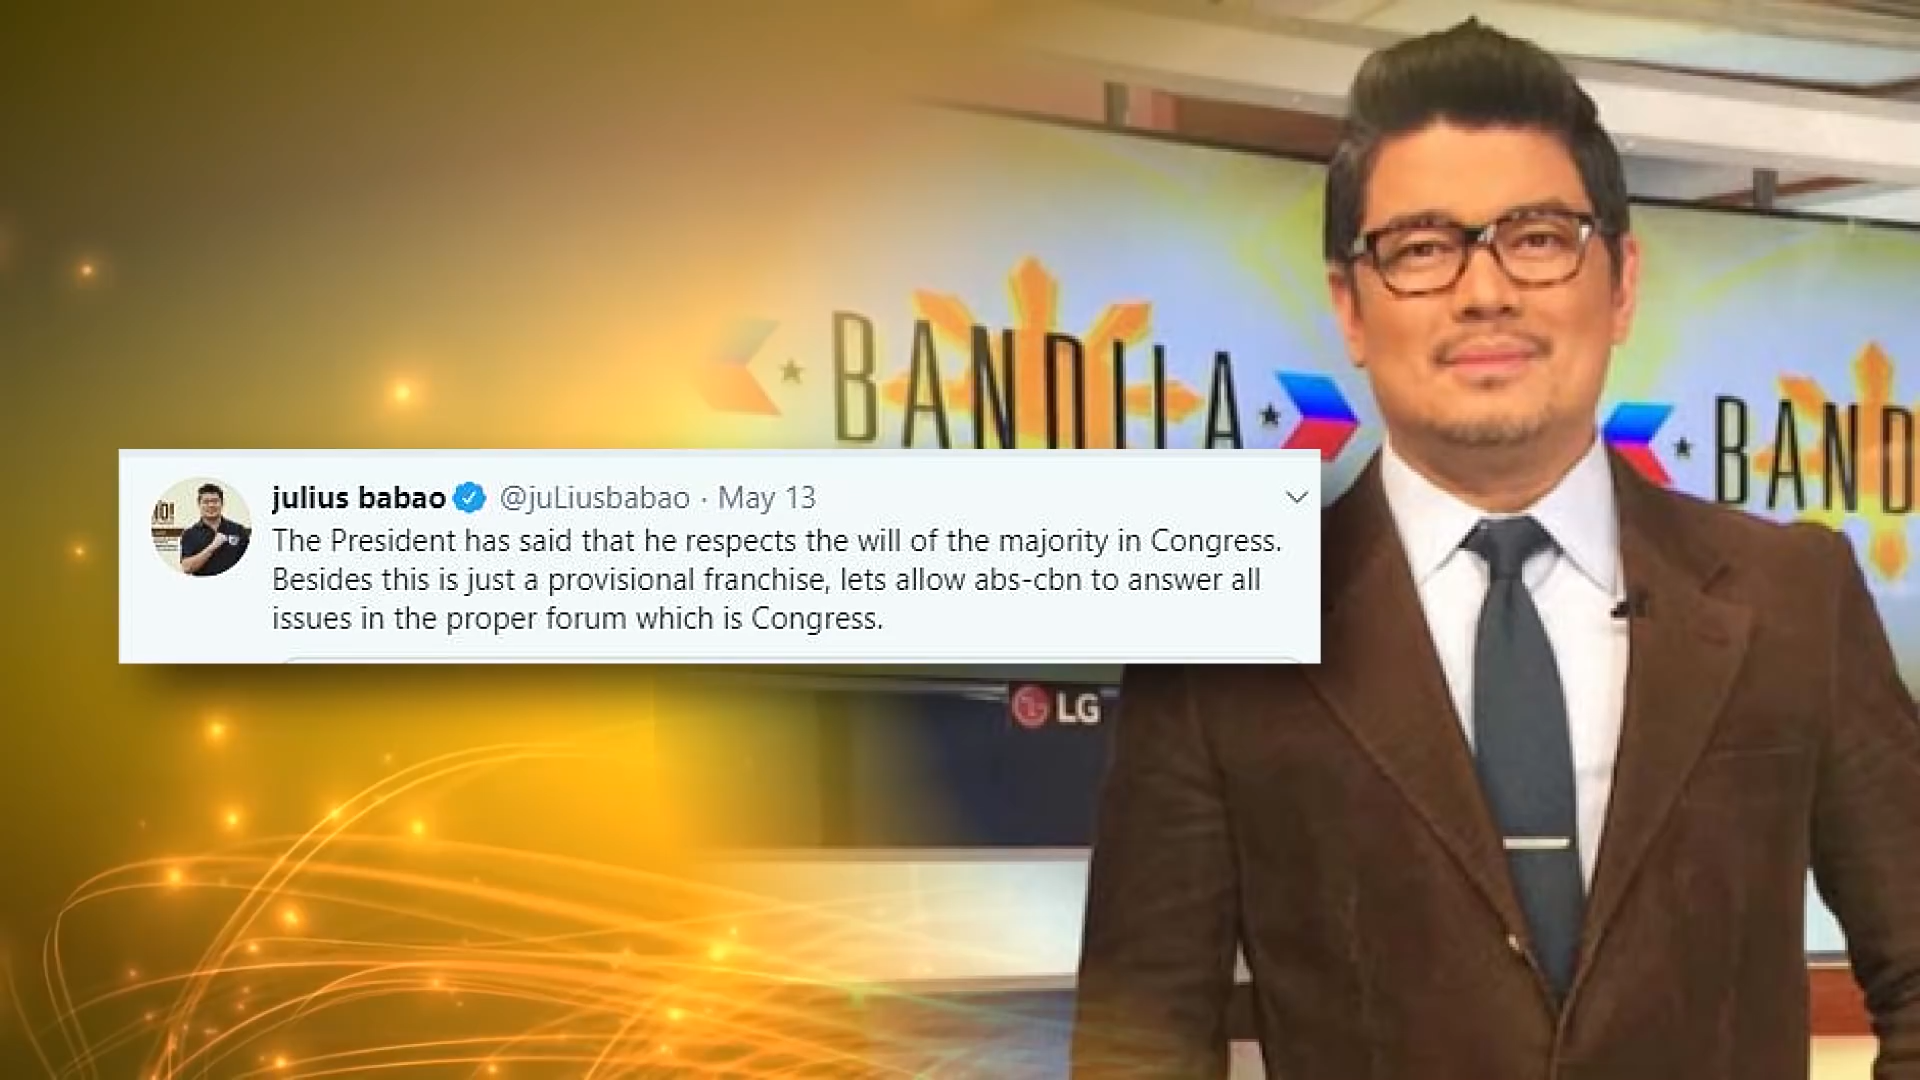 BANDILA
BAND
julius babao @juLiusbabao · May 13
The President has said that he respects the will of the majority in Congress.
Besides this is just a provisional franchise, lets allow abs-cbn to answer all
issues in the proper forum which is Congress.
LG